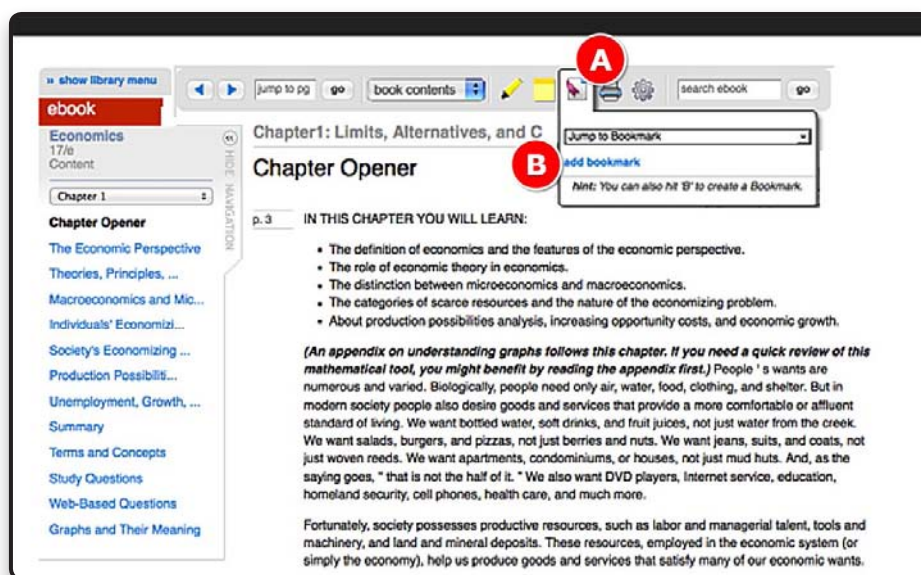 » show library menu
ebook
Economics
17/e
Content
Chapter 1
Chapter Opener
The Economic Perspective
Theories, Principles, ...
Macroeconomics and Mic...
Individuals' Economizi...
Society's Economizing ...
Production Possibiliti...
Unemployment, Growth, ...
Summary
Terms and Concepts
Study Questions
Web-Based Questions
Graphs and Their Meaning
HIDE NAVIGATION
jump to pg
go
book contents
search ebook
go
A
B
Jump to Bookmark
add bookmark
hint: You can also hit 'B' to create a Bookmark.
Chapter1: Limits, Alternatives, and C
Chapter Opener
p. 3
IN THIS CHAPTER YOU WILL LEARN:
• The definition of economics and the features of the economic perspective.
• The role of economic theory in economics.
• The distinction between microeconomics and macroeconomics.
• The categories of scarce resources and the nature of the economizing problem.
• About production possibilities analysis, increasing opportunity costs, and economic growth.
(An appendix on understanding graphs follows this chapter. If you need a quick review of this
mathematical tool, you might benefit by reading the appendix first.) People ' s wants are
numerous and varied. Biologically, people need only air, water, food, clothing, and shelter. But in
modern society people also desire goods and services that provide a more comfortable or affluent
standard of living. We want bottled water, soft drinks, and fruit juices, not just water from the creek.
We want salads, burgers, and pizzas, not just berries and nuts. We want jeans, suits, and coats, not
just woven reeds. We want apartments, condominiums, or houses, not just mud huts. And, as the
saying goes, " that is not the half of it. " We also want DVD players, Internet service, education,
homeland security, cell phones, health care, and much more.
Fortunately, society possesses productive resources, such as labor and managerial talent, tools and
machinery, and land and mineral deposits. These resources, employed in the economic system (or
simply the economy), help us produce goods and services that satisfy many of our economic wants.